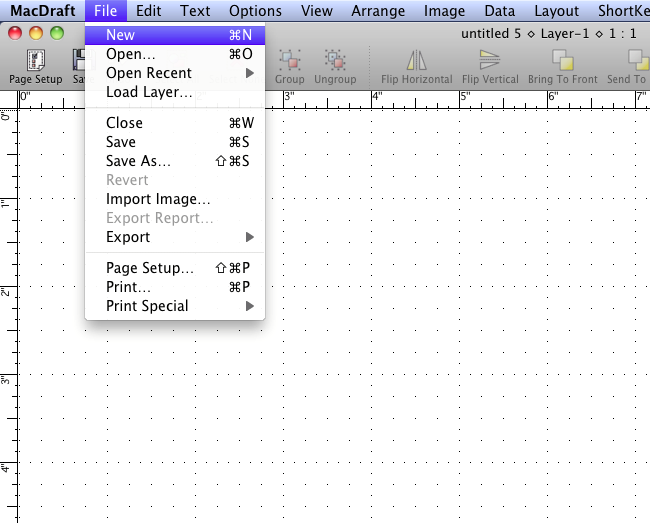 MacDraft File Edit Text Options View Arrange Image Data Layout ShortKe
untitled 5 ◇ Layer-1 ◇ 1 : 1
Page Setup Sav Group Ungroup Flip Horizontal Flip Vertical Bring To Front Send To
0" 3" 4" 5" 6" 7"
New ⌘N
Open... ⌘O
Open Recent ▶
Load Layer...
Close ⌘W
Save ⌘S
Save As... ⇧⌘S
Revert
Import Image...
Export Report...
Export ▶
Page Setup... ⇧⌘P
Print... ⌘P
Print Special ▶
0"
1"
2"
3"
4"